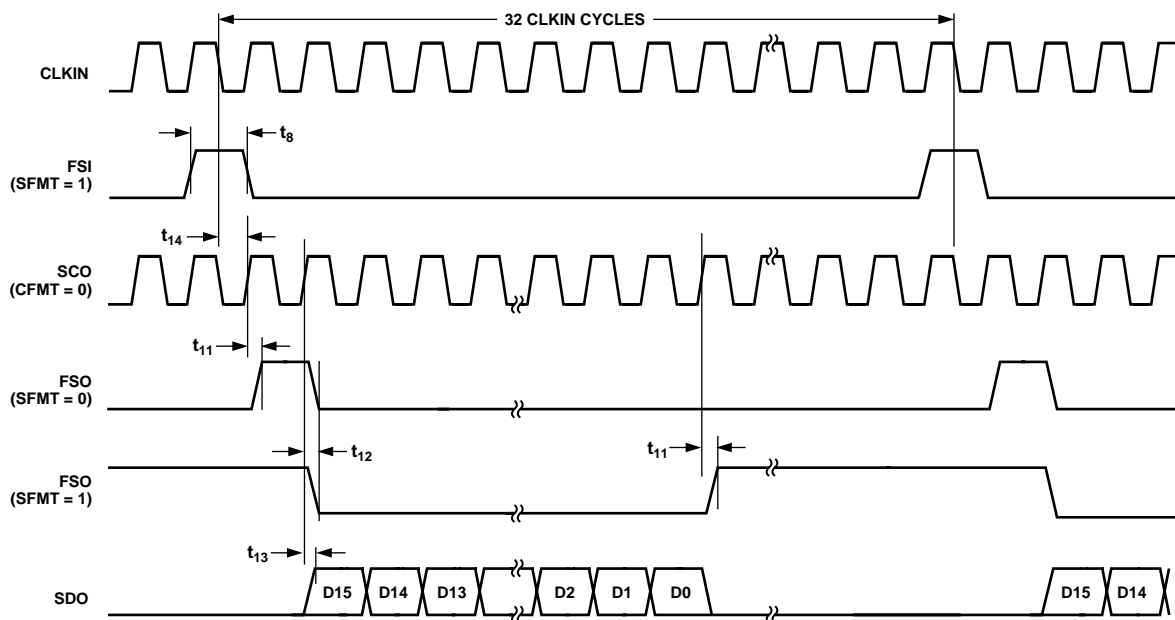 32 CLKIN CYCLES
CLKIN
t8
FSI
(SFMT = 1)
t14
SCO
(CFMT = 0)
t11
FSO
(SFMT = 0)
t12
t11
FSO
(SFMT = 1)
t13
SDO
D15 D14 D13 D2 D1 D0 D15 D14